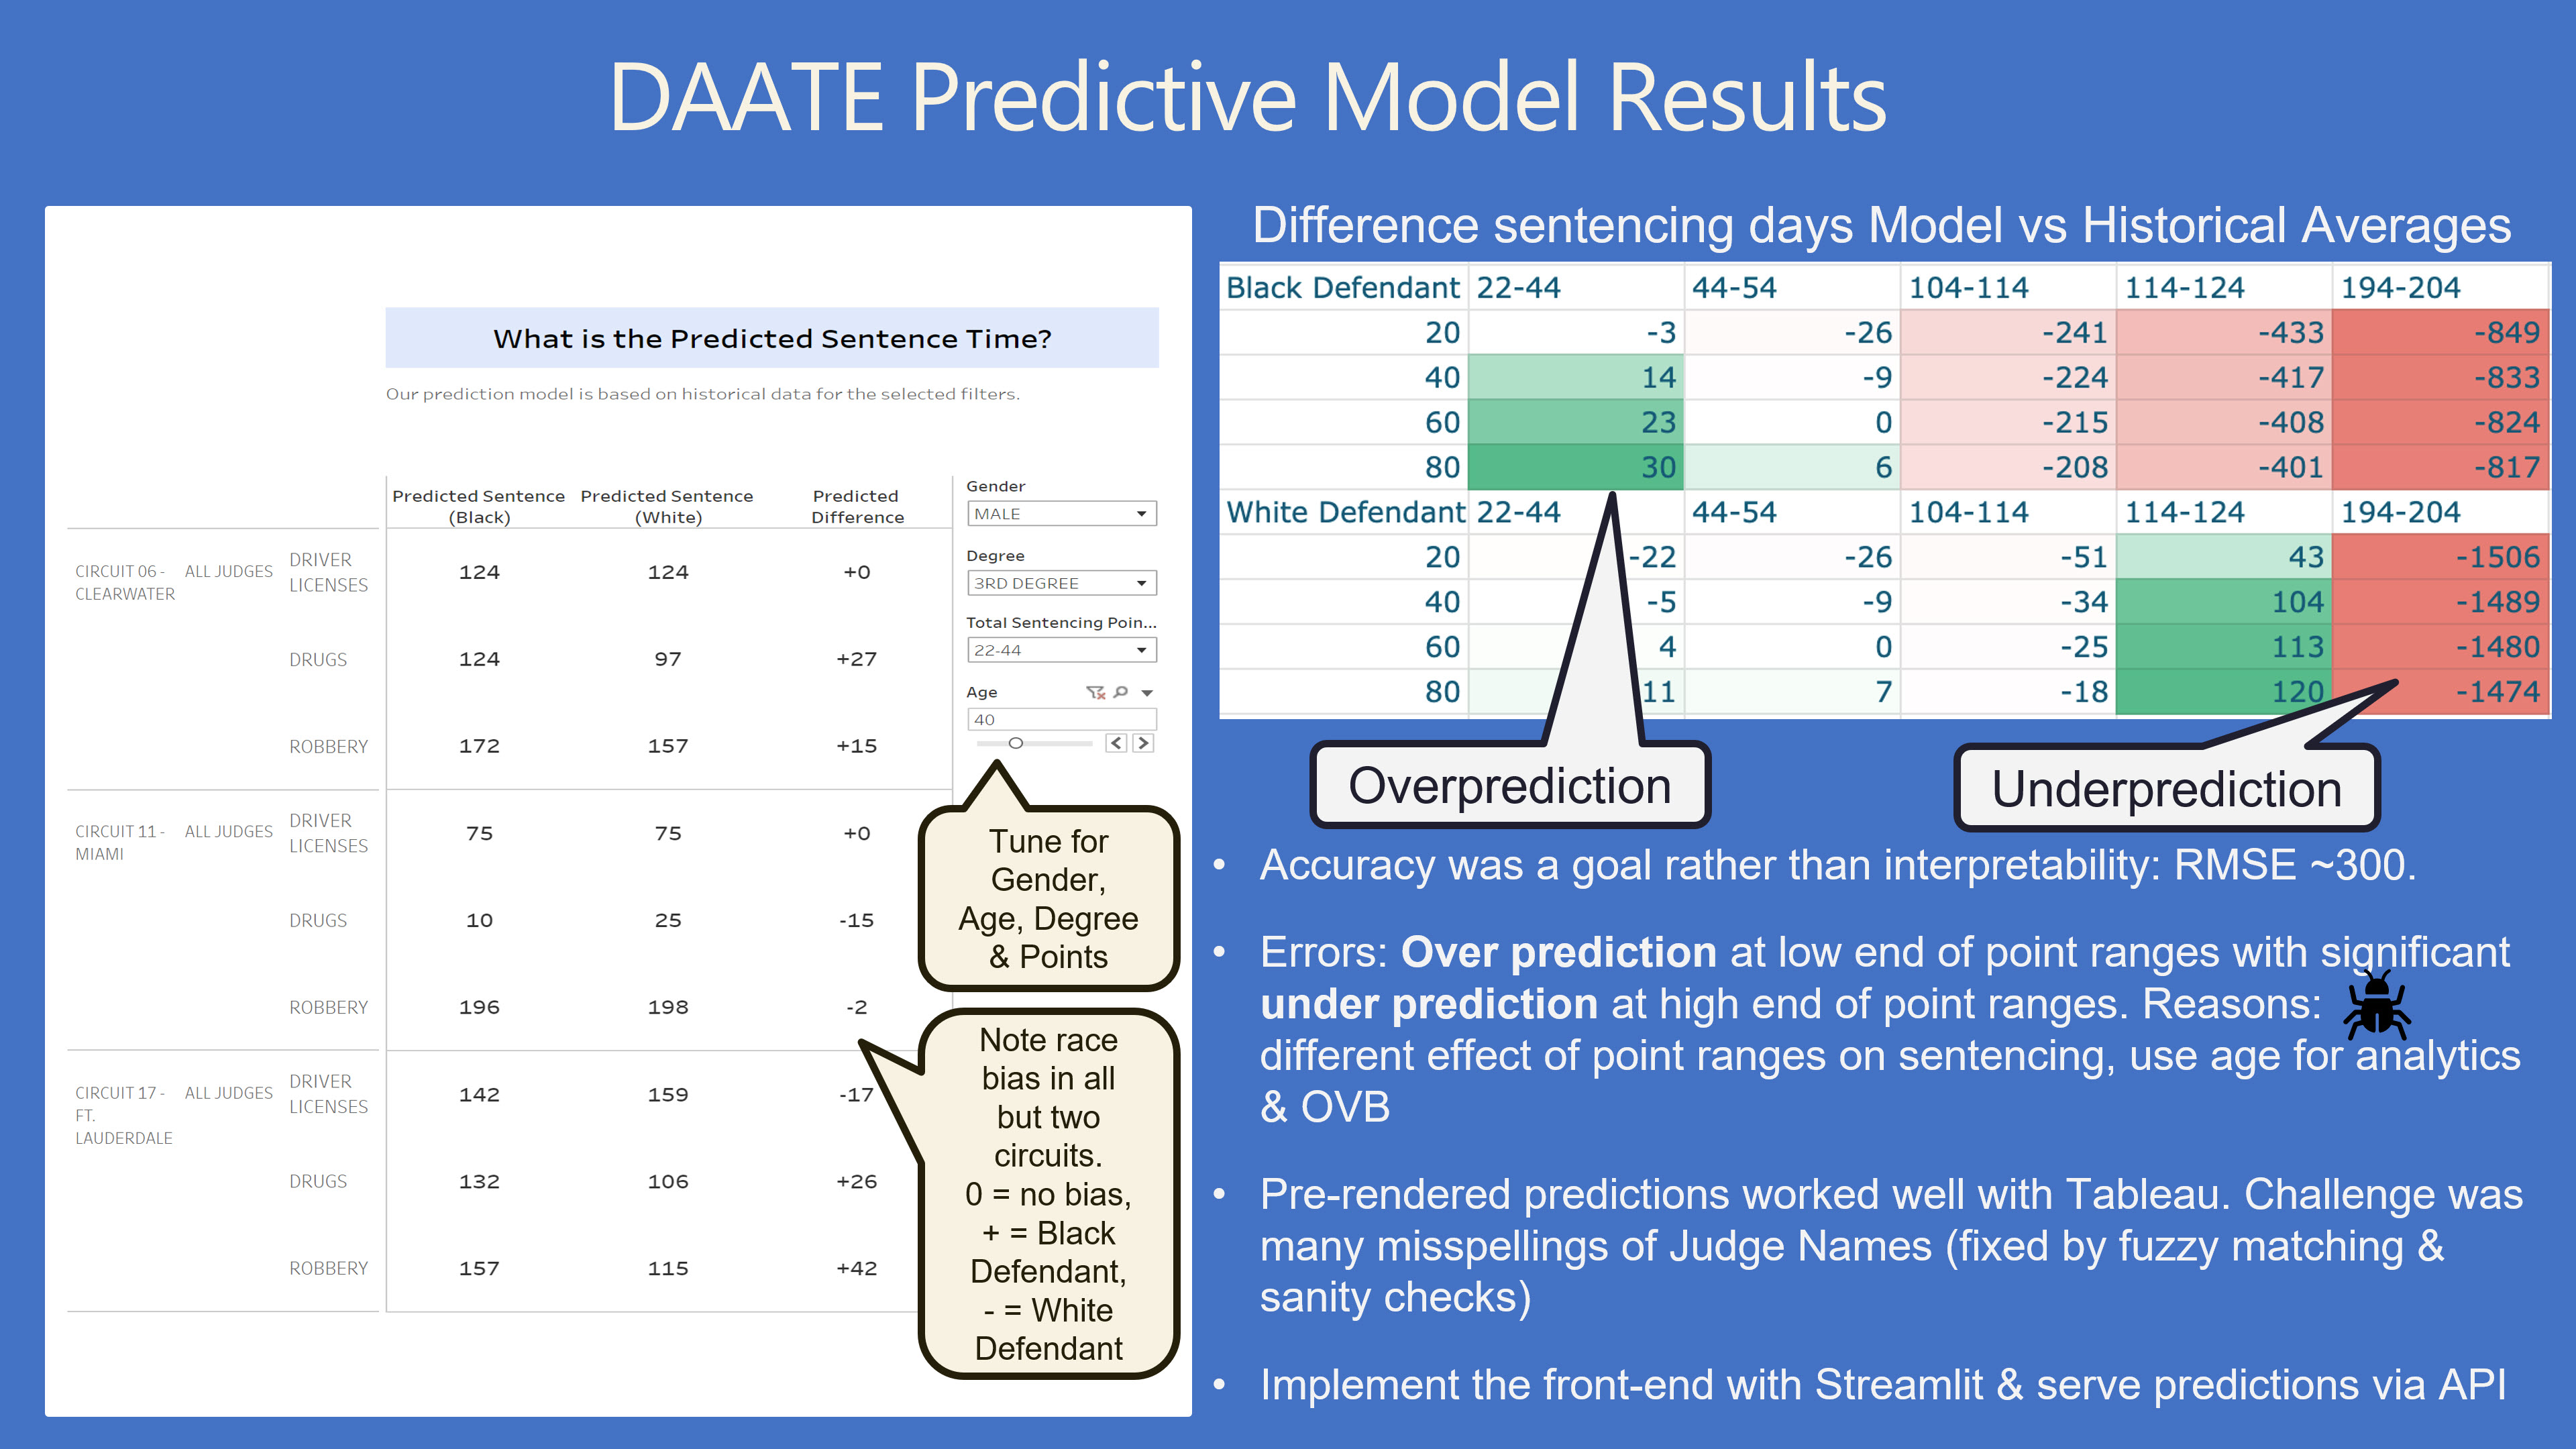 DAATE Predictive Model Results
What is the Predicted Sentence Time?
Our prediction model is based on historical data for the selected filters.
Predicted Sentence (Black) Predicted Sentence (White) Predicted Difference
CIRCUIT 06 - CLEARWATER ALL JUDGES DRIVER LICENSES 124 124 +0
DRUGS 124 97 +27
ROBBERY 172 157 +15
CIRCUIT 11 - MIAMI ALL JUDGES DRIVER LICENSES 75 75 +0
DRUGS 10 25 -15
ROBBERY 196 198 -2
CIRCUIT 17 - FT. LAUDERDALE ALL JUDGES DRIVER LICENSES 142 159 -17
DRUGS 132 106 +26
ROBBERY 157 115 +42
Gender
MALE
Degree
3RD DEGREE
Total Sentencing Poin...
22-44
Age
40
Tune for
Gender,
Age, Degree
& Points
Note race
bias in all
but two
circuits.
0 = no bias,
+ = Black
Defendant,
- = White
Defendant
Difference sentencing days Model vs Historical Averages
Black Defendant 22-44 44-54 104-114 114-124 194-204
20 -3 -26 -241 -433 -849
40 14 -9 -224 -417 -833
60 23 0 -215 -408 -824
80 30 6 -208 -401 -817
White Defendant 22-44 44-54 104-114 114-124 194-204
20 -22 -26 -51 43 -1506
40 -5 -9 -34 104 -1489
60 4 0 -25 113 -1480
80 11 7 -18 120 -1474
Overprediction
Underprediction
• Accuracy was a goal rather than interpretability: RMSE ~300.
• Errors: Over prediction at low end of point ranges with significant
under prediction at high end of point ranges. Reasons:
different effect of point ranges on sentencing, use age for analytics
& OVB
• Pre-rendered predictions worked well with Tableau. Challenge was
many misspellings of Judge Names (fixed by fuzzy matching &
sanity checks)
• Implement the front-end with Streamlit & serve predictions via API